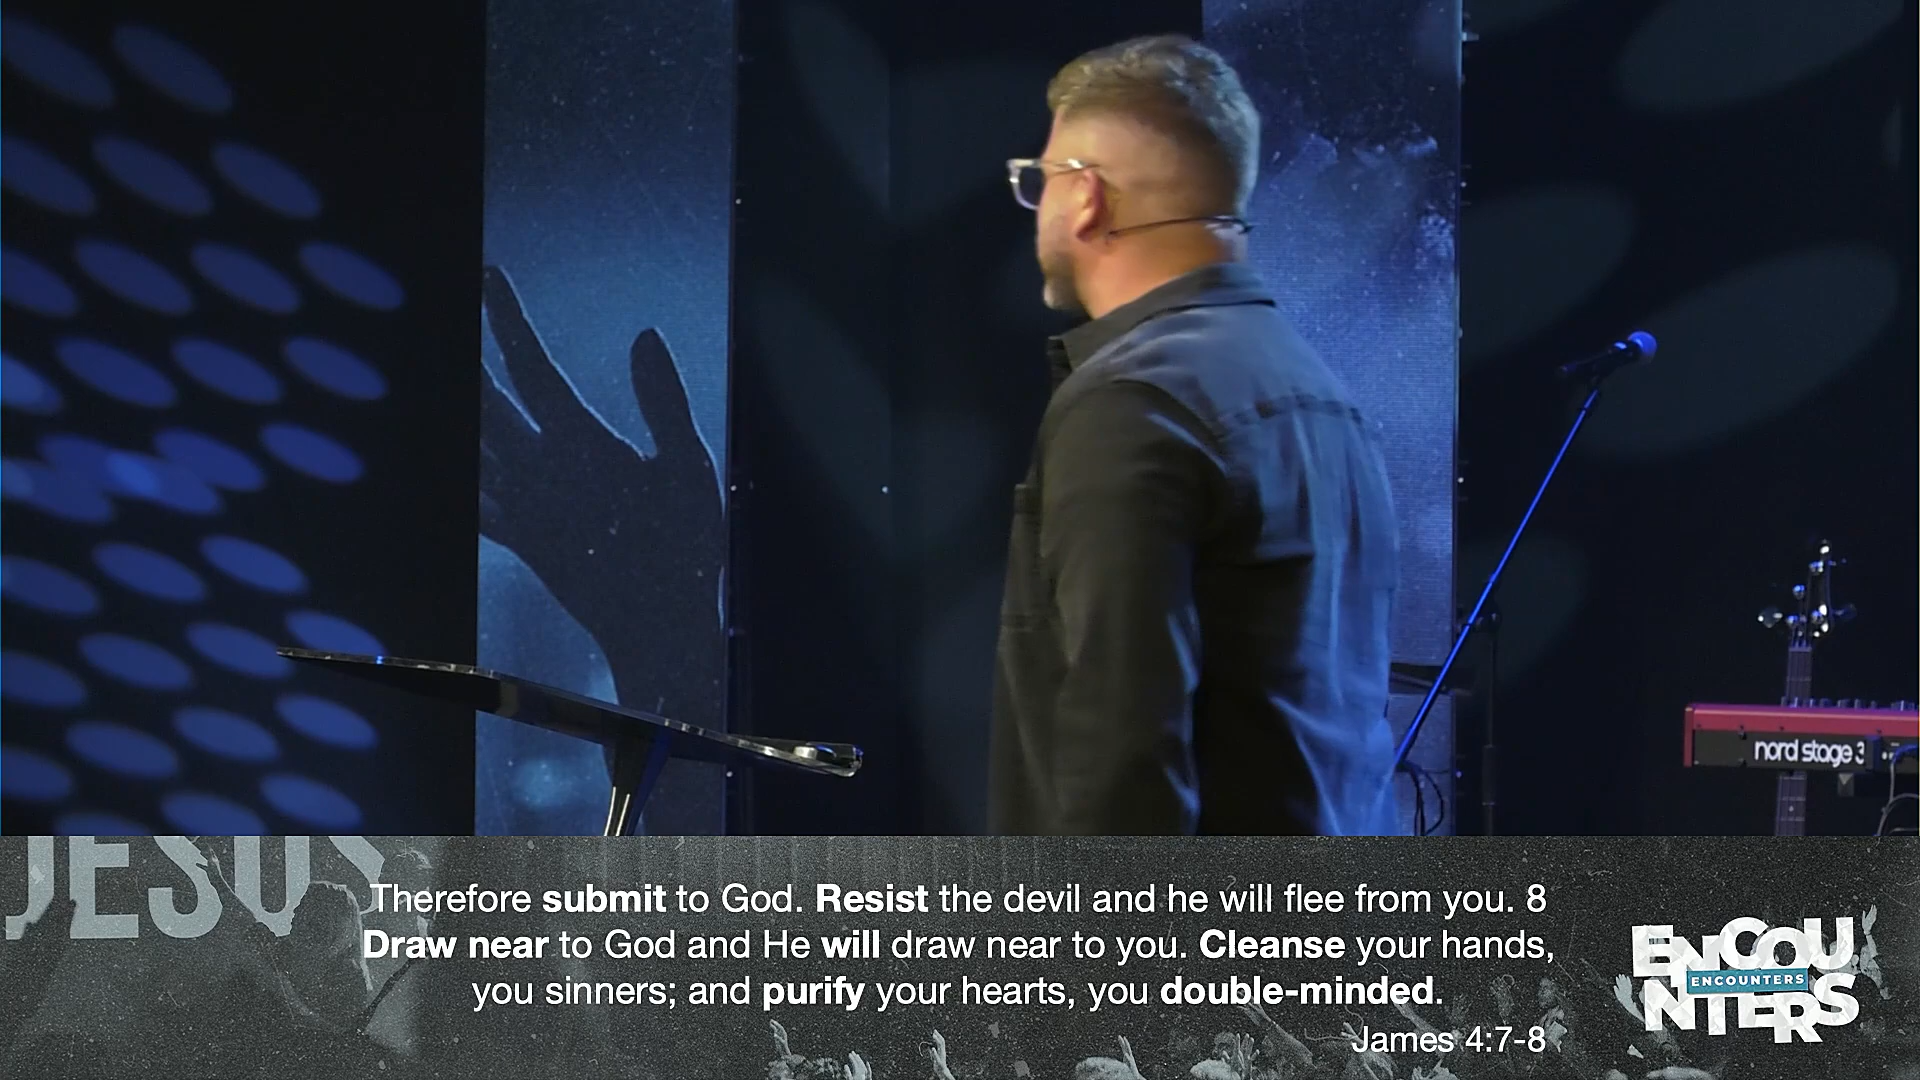 nord stage 3
JESUS
Therefore submit to God. Resist the devil and he will flee from you. 8
Draw near to God and He will draw near to you. Cleanse your hands,
you sinners; and purify your hearts, you double-minded.
James 4:7-8
ENCOU
ENCOUNTERS
NTERS